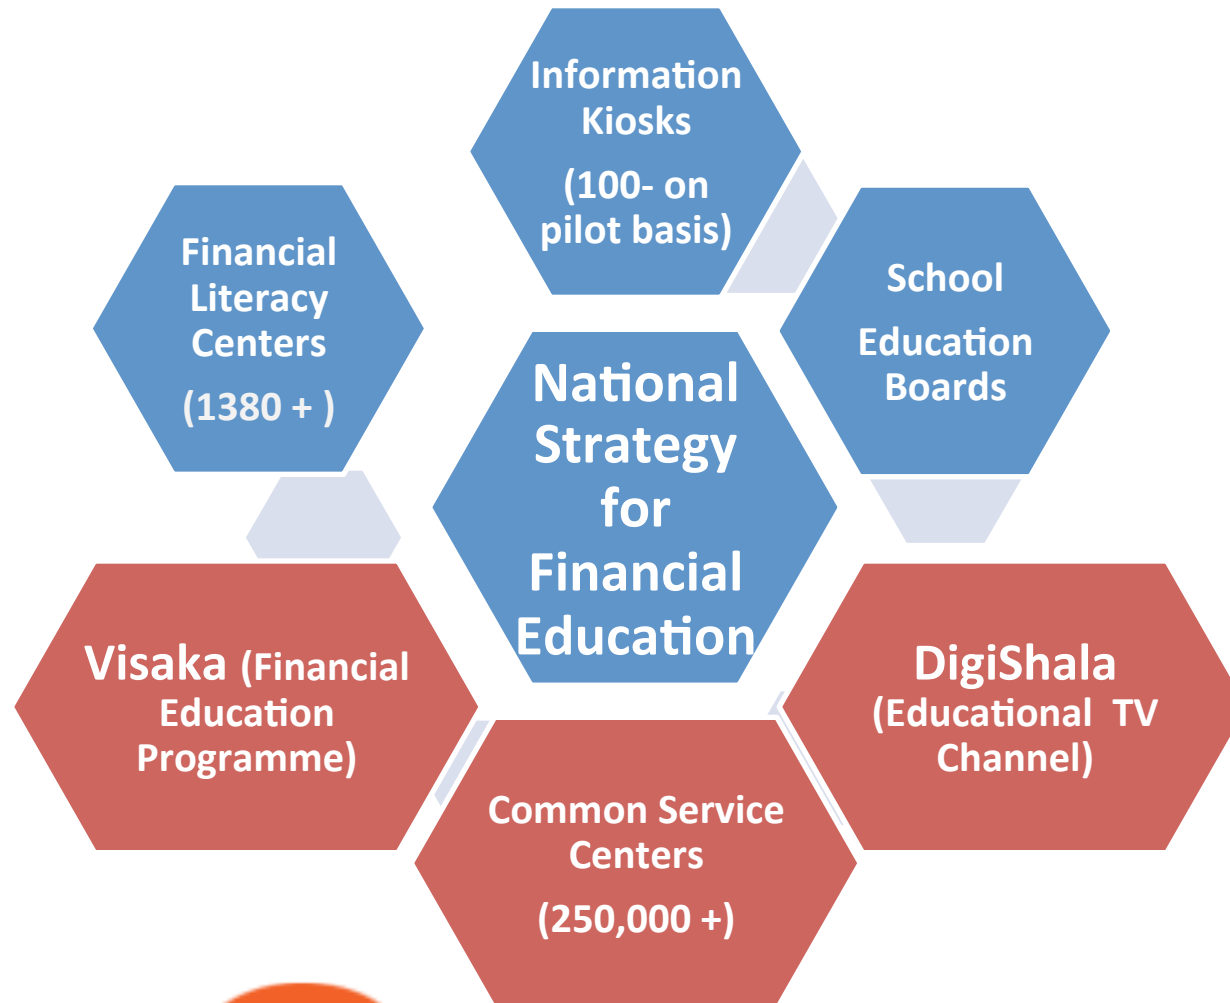 Information
Kiosks
(100- on
pilot basis)
Financial
Literacy
Centers
(1380 + )
School
Education
Boards
National
Strategy
for
Financial
Education
Visaka (Financial
Education
Programme)
DigiShala
(Educational  TV
Channel)
Common Service
Centers
(250,000 +)